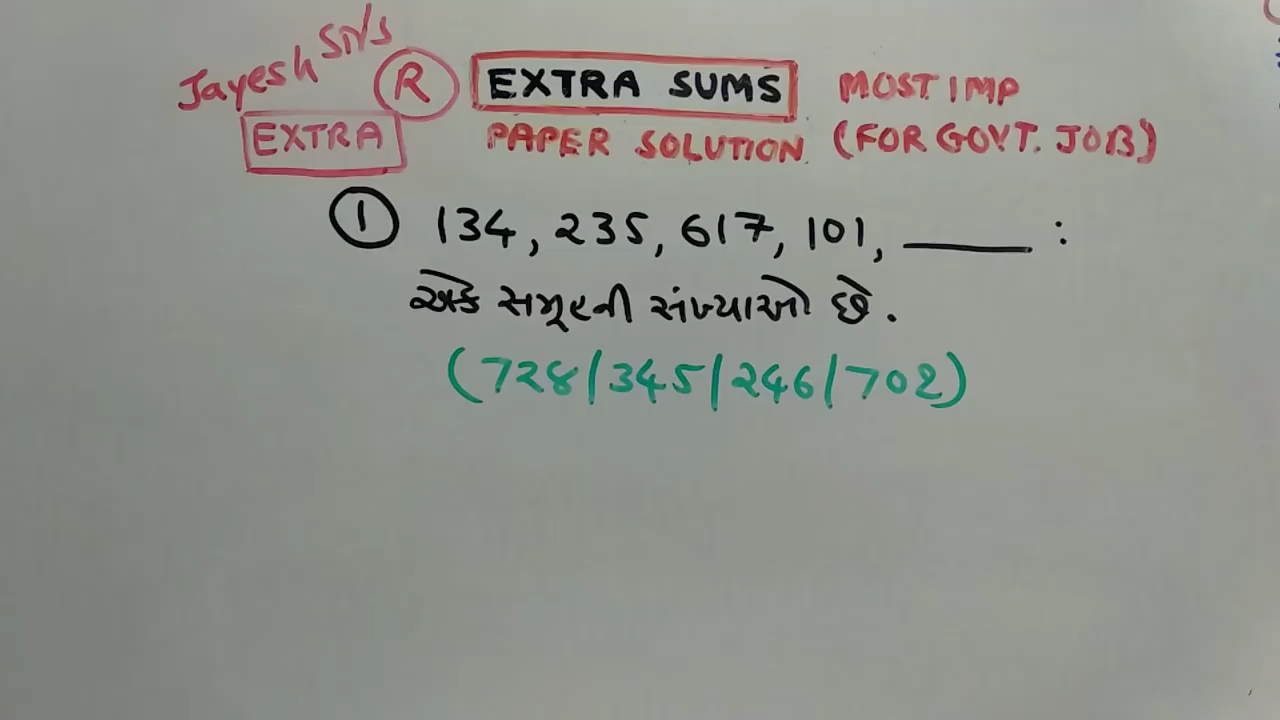 Jayesh Sir's
R EXTRA SUMS MOST IMP
EXTRA PAPER SOLUTION (FOR GOVT. JOB)
① 134, 235, 617, 101, ______ :
એક સમૂહની સંખ્યાઓ છે.
(728/345/246/702)